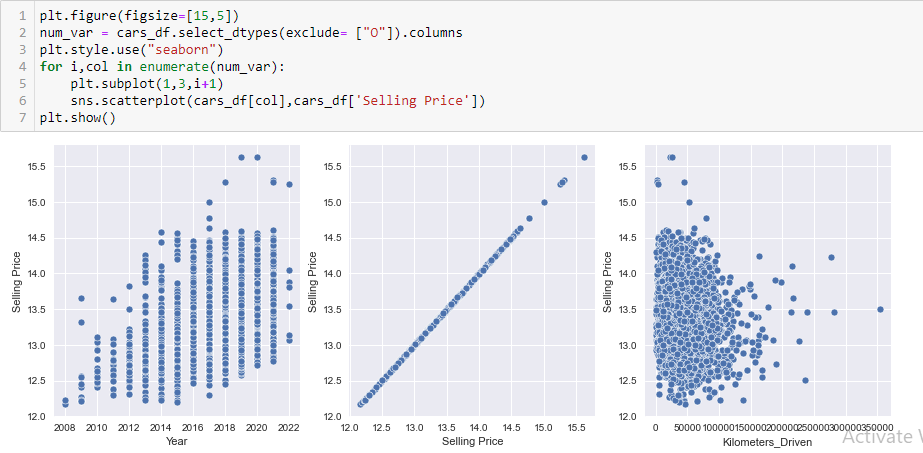 1 plt.figure(figsize=[15,5])
2 num_var = cars_df.select_dtypes(exclude= ["O"]).columns
3 plt.style.use("seaborn")
4 for i,col in enumerate(num_var):
5 plt.subplot(1,3,i+1)
6 sns.scatterplot(cars_df[col],cars_df['Selling Price'])
7 plt.show()
15.5
15.0
14.5
14.0
13.5
13.0
12.5
12.0
Selling Price
2008 2010 2012 2014 2016 2018 2020 2022
Year
15.5
15.0
14.5
14.0
13.5
13.0
12.5
12.0
Selling Price
12.0 12.5 13.0 13.5 14.0 14.5 15.0 15.5
Selling Price
15.5
15.0
14.5
14.0
13.5
13.0
12.5
12.0
Selling Price
0 50000 100000 150000 200000 250000 300000 350000
Kilometers_Driven
Activate